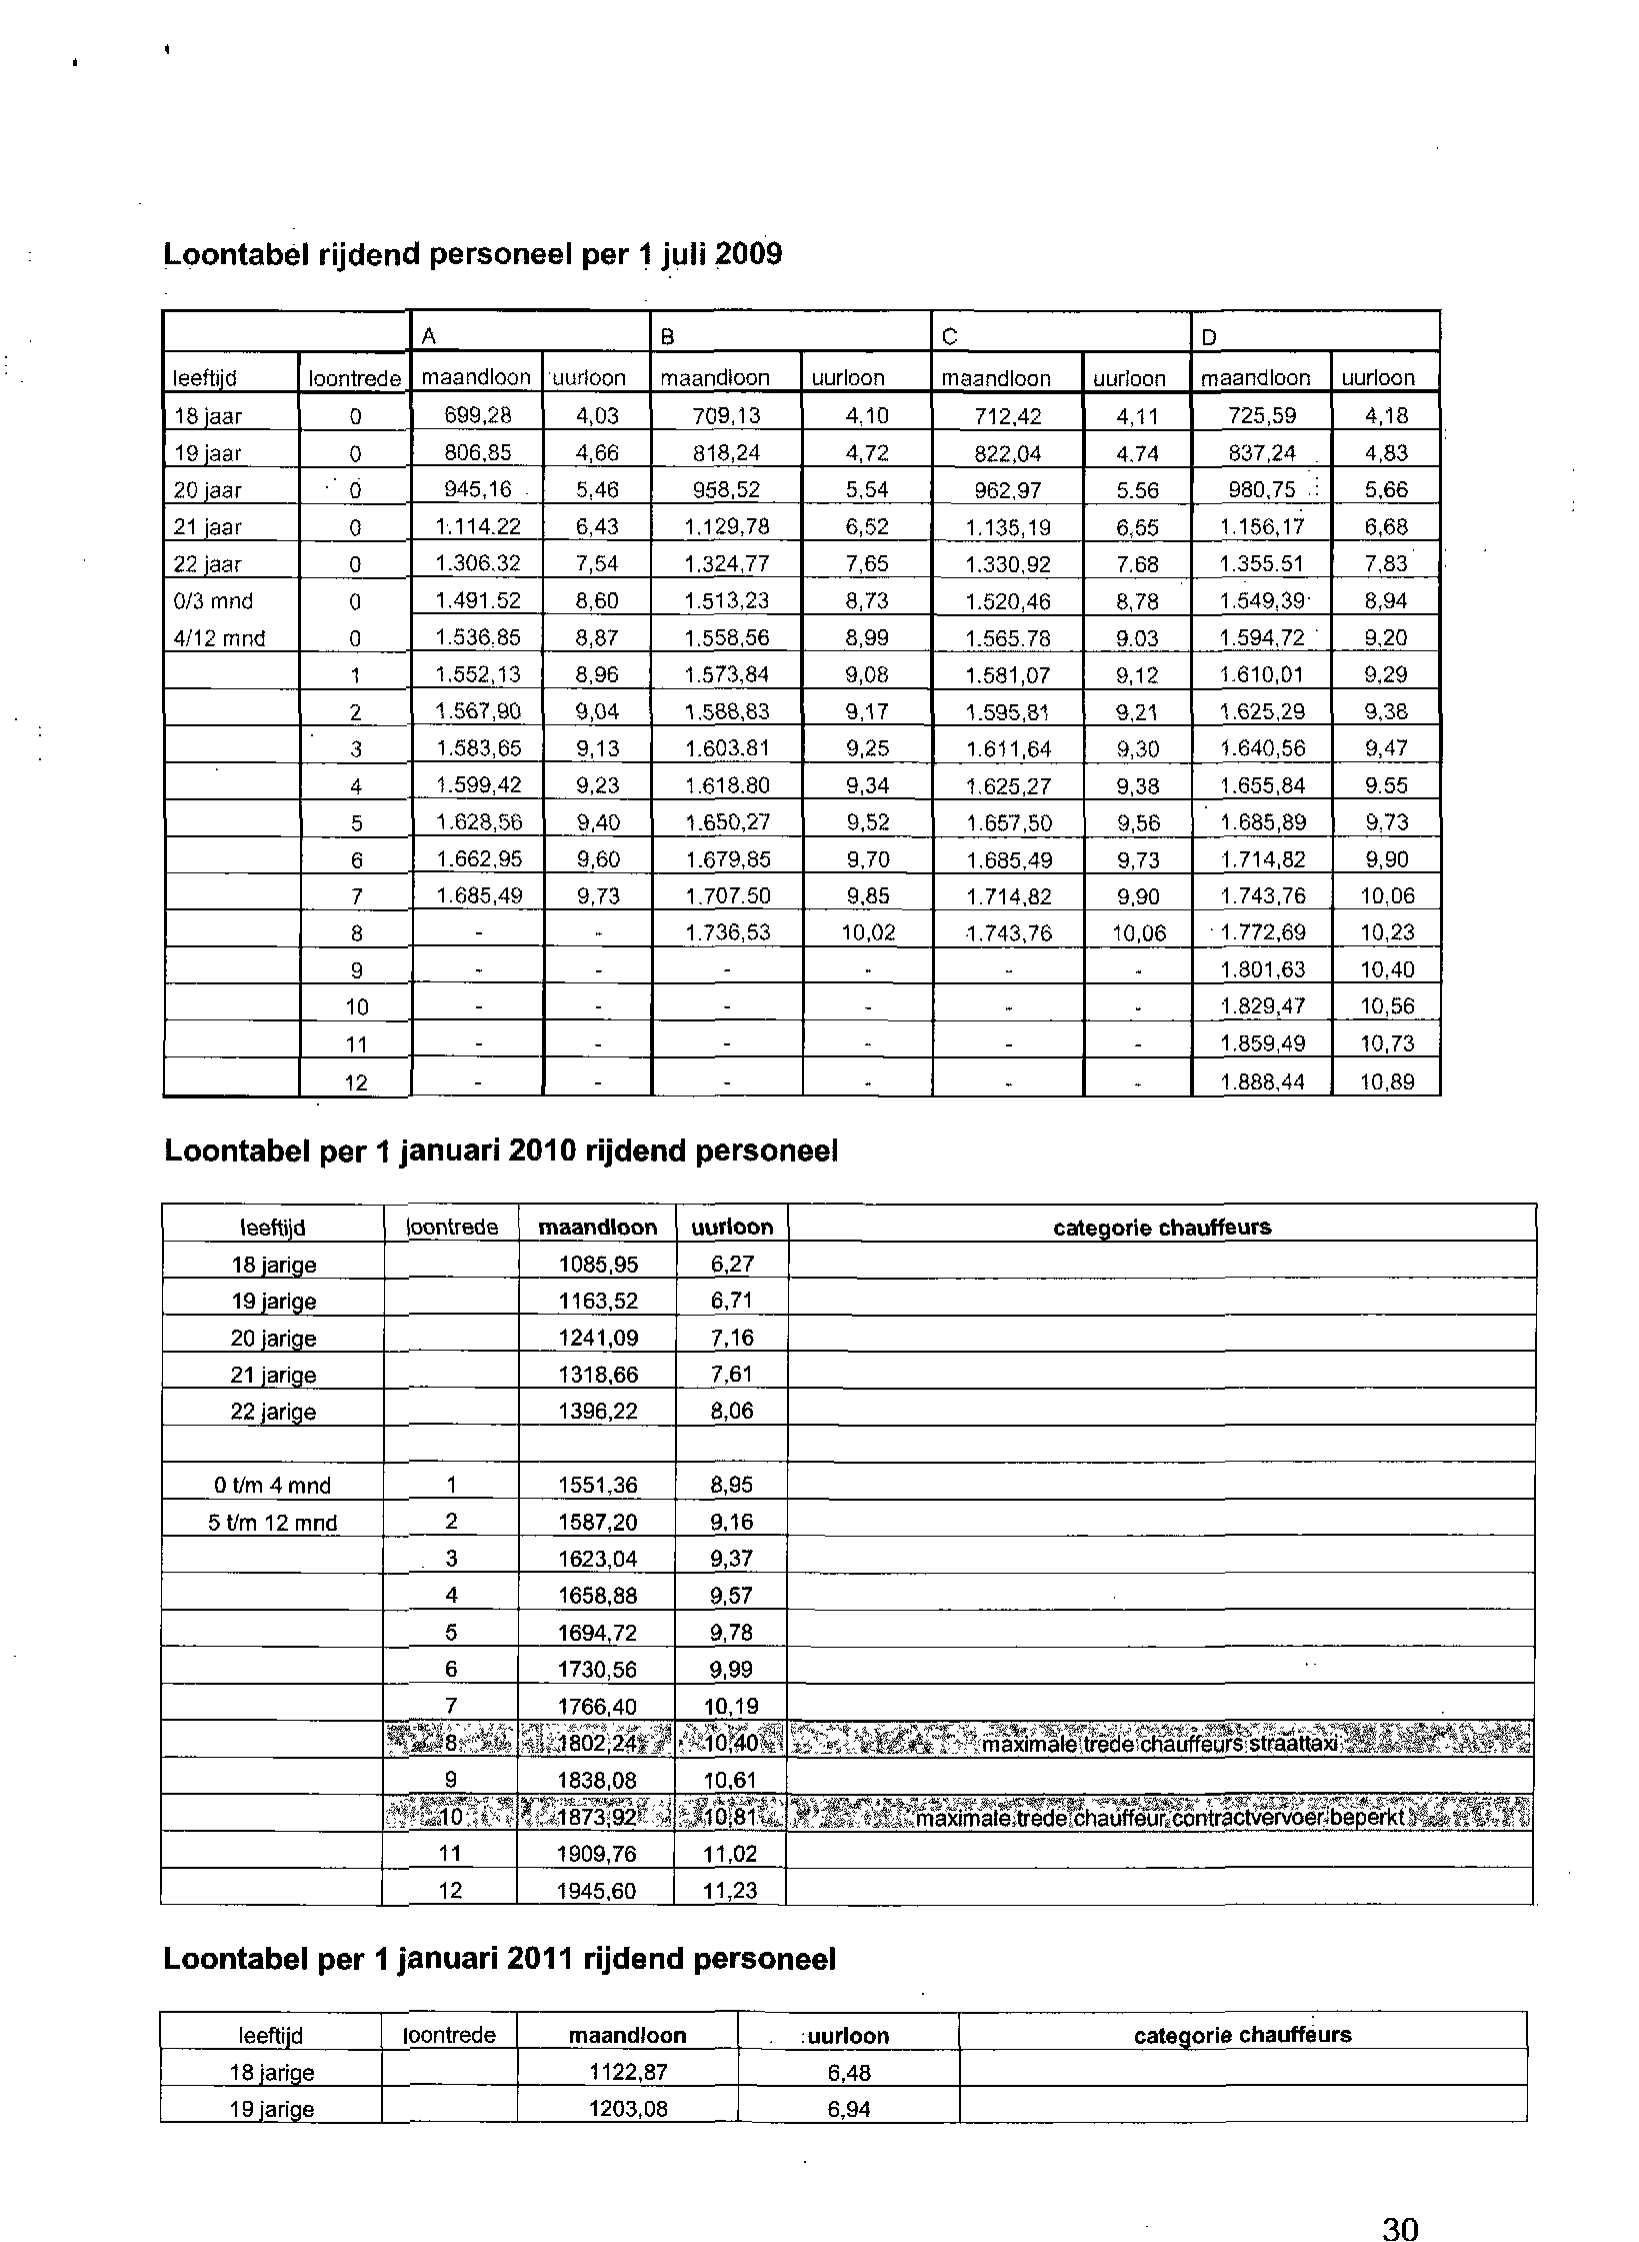 Loontabel rijdend personeel per 1 juli 2009
A B C D
leeftijd loontrede maandloon uurloon maandloon uurloon maandloon uurloon maandloon uurloon
18 jaar 0 699,28 4,03 709,13 4,10 712,42 4,11 725,59 4,18
19 jaar 0 806,85 4,66 818,24 4,72 822,04 4.74 837,24 4,83
20 jaar 0 945,16 5,46 958,52 5,54 962,97 5.56 980,75 5,66
21 jaar 0 1.114.22 6,43 1.129,78 6,52 1.135,19 6,55 1.156,17 6,68
22 jaar 0 1.306.32 7,54 1.324,77 7,65 1.330,92 7.68 1.355.51 7,83
0/3 mnd 0 1.491.52 8,60 1.513,23 8,73 1.520,46 8,78 1.549,39 8,94
4/12 mnd 0 1.536,85 8,87 1.558,56 8,99 1.565.78 9.03 1.594,72 9,20
1 1.552,13 8,96 1.573,84 9,08 1.581,07 9,12 1.610,01 9,29
2 1.567,90 9,04 1.588,83 9,17 1.595,81 9,21 1.625,29 9,38
3 1.583,65 9,13 1.603.81 9,25 1.611,64 9,30 1.640,56 9,47
4 1.599,42 9,23 1.618.80 9,34 1.625,27 9,38 1.655,84 9.55
5 1.628,56 9,40 1.650,27 9,52 1.657,50 9,56 1.685,89 9,73
6 1.662,95 9,60 1.679,85 9,70 1.685,49 9,73 1.714,82 9,90
7 1.685,49 9,73 1.707.50 9,85 1.714,82 9,90 1.743,76 10,06
8 - - 1.736,53 10,02 1.743,76 10,06 1.772,69 10,23
9 - - - - - - 1.801,63 10,40
10 - - - - - - 1.829,47 10,56
11 - - - - - - 1.859,49 10,73
12 - - - - - - 1.888,44 10,89
Loontabel per 1 januari 2010 rijdend personeel
leeftijd loontrede maandloon uurloon categorie chauffeurs
18 jarige 1085,95 6,27
19 jarige 1163,52 6,71
20 jarige 1241,09 7,16
21 jarige 1318,66 7,61
22 jarige 1396,22 8,06
0 t/m 4 mnd 1 1551,36 8,95
5 t/m 12 mnd 2 1587,20 9,16
3 1623,04 9,37
4 1658,88 9,57
5 1694,72 9,78
6 1730,56 9,99
7 1766,40 10,19
8 1802,24 10,40 maximale trede chauffeurs straattaxi
9 1838,08 10,61
10 1873,92 10,81 maximale trede chauffeur contractvervoer beperkt
11 1909,76 11,02
12 1945,60 11,23
Loontabel per 1 januari 2011 rijdend personeel
leeftijd loontrede maandloon uurloon categorie chauffeurs
18 jarige 1122,87 6,48
19 jarige 1203,08 6,94
30